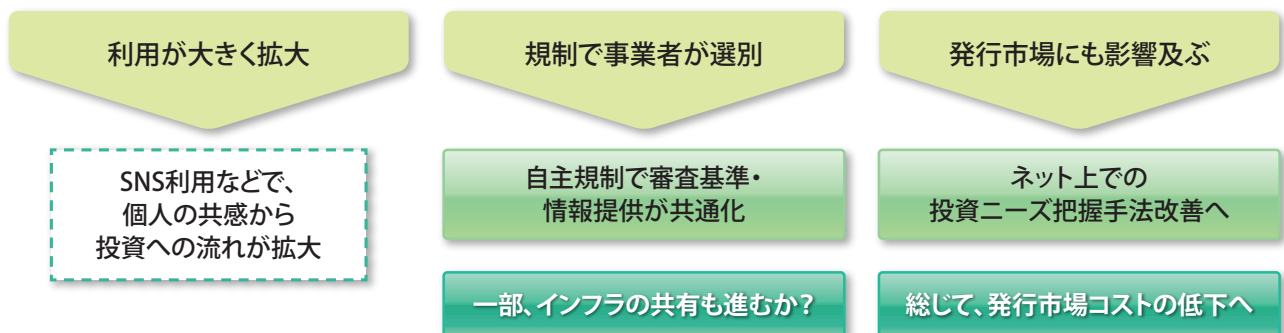 利用が大きく拡大
SNS利用などで、
個人の共感から
投資への流れが拡大
規制で事業者が選別
自主規制で審査基準・
情報提供が共通化
一部、インフラの共有も進むか？
発行市場にも影響及ぶ
ネット上での
投資ニーズ把握手法改善へ
総じて、発行市場コストの低下へ